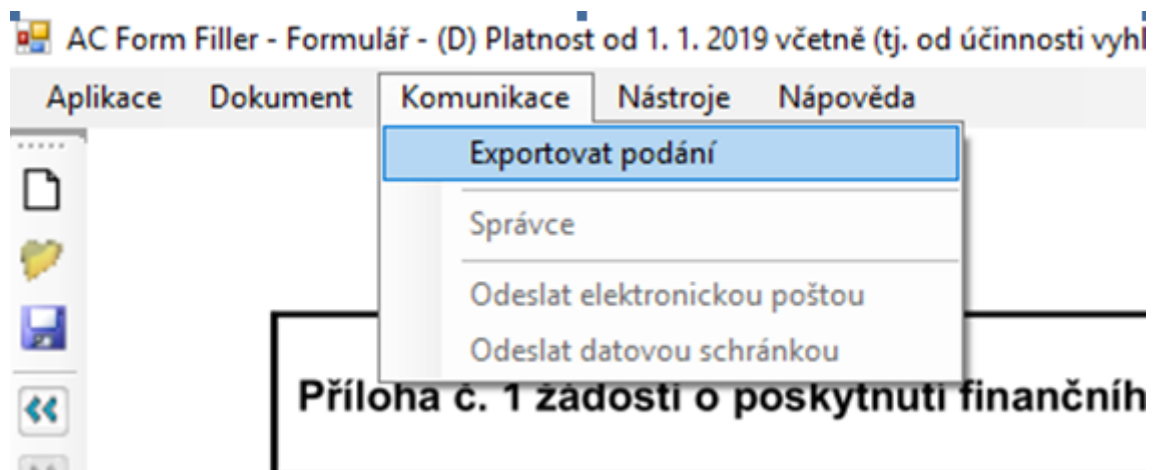 AC Form Filler - Formulář - (D) Platnost od 1. 1. 2019 včetně (tj. od účinnosti vyhl
Aplikace Dokument Komunikace Nástroje Nápověda
Exportovat podání
Správce
Odeslat elektronickou poštou
Odeslat datovou schránkou
Příloha č. 1 žádosti o poskytnutí finančníh